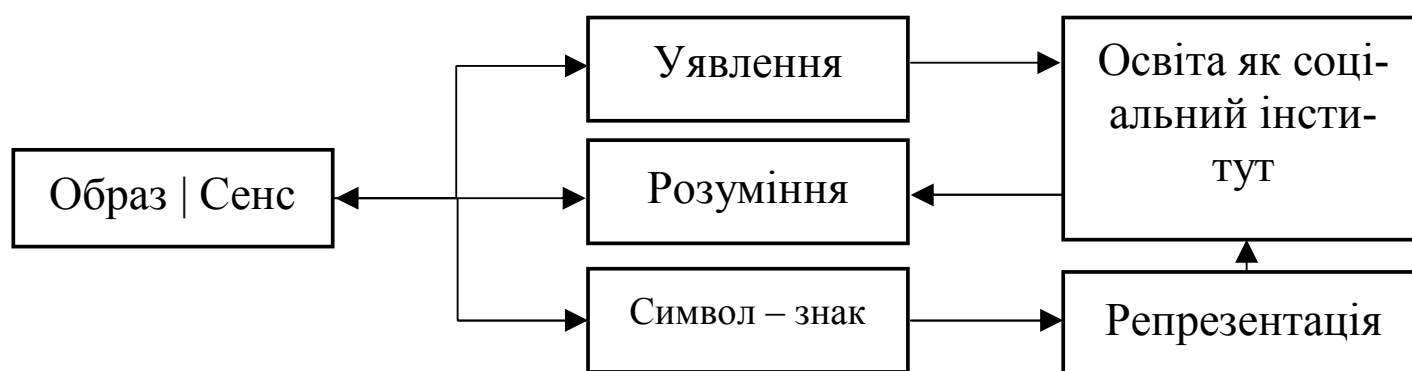 Уявлення
Освіта як соці-
альний інсти-
тут
Образ | Сенс
Розуміння
Символ – знак
Репрезентація